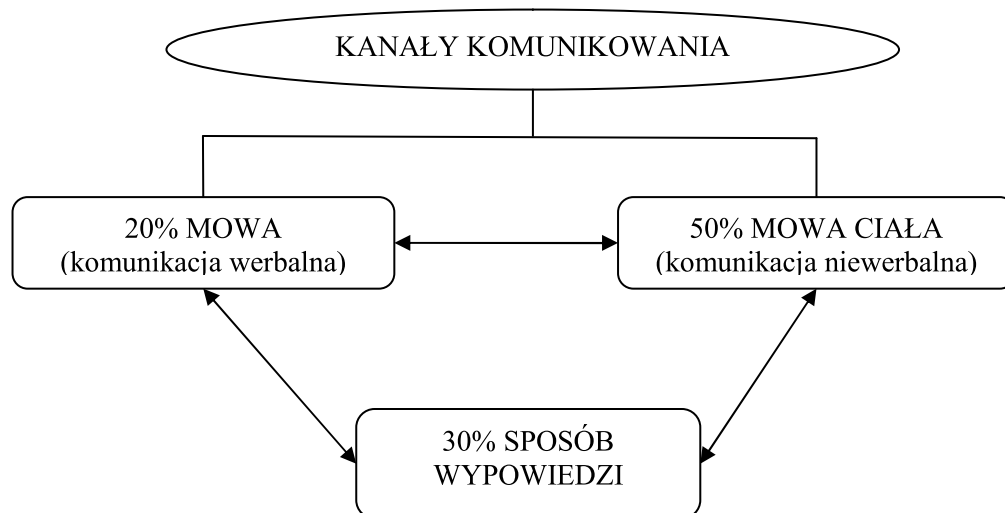 KANAŁY KOMUNIKOWANIA
20% MOWA
(komunikacja werbalna)
50% MOWA CIAŁA
(komunikacja niewerbalna)
30% SPOSÓB
WYPOWIEDZI